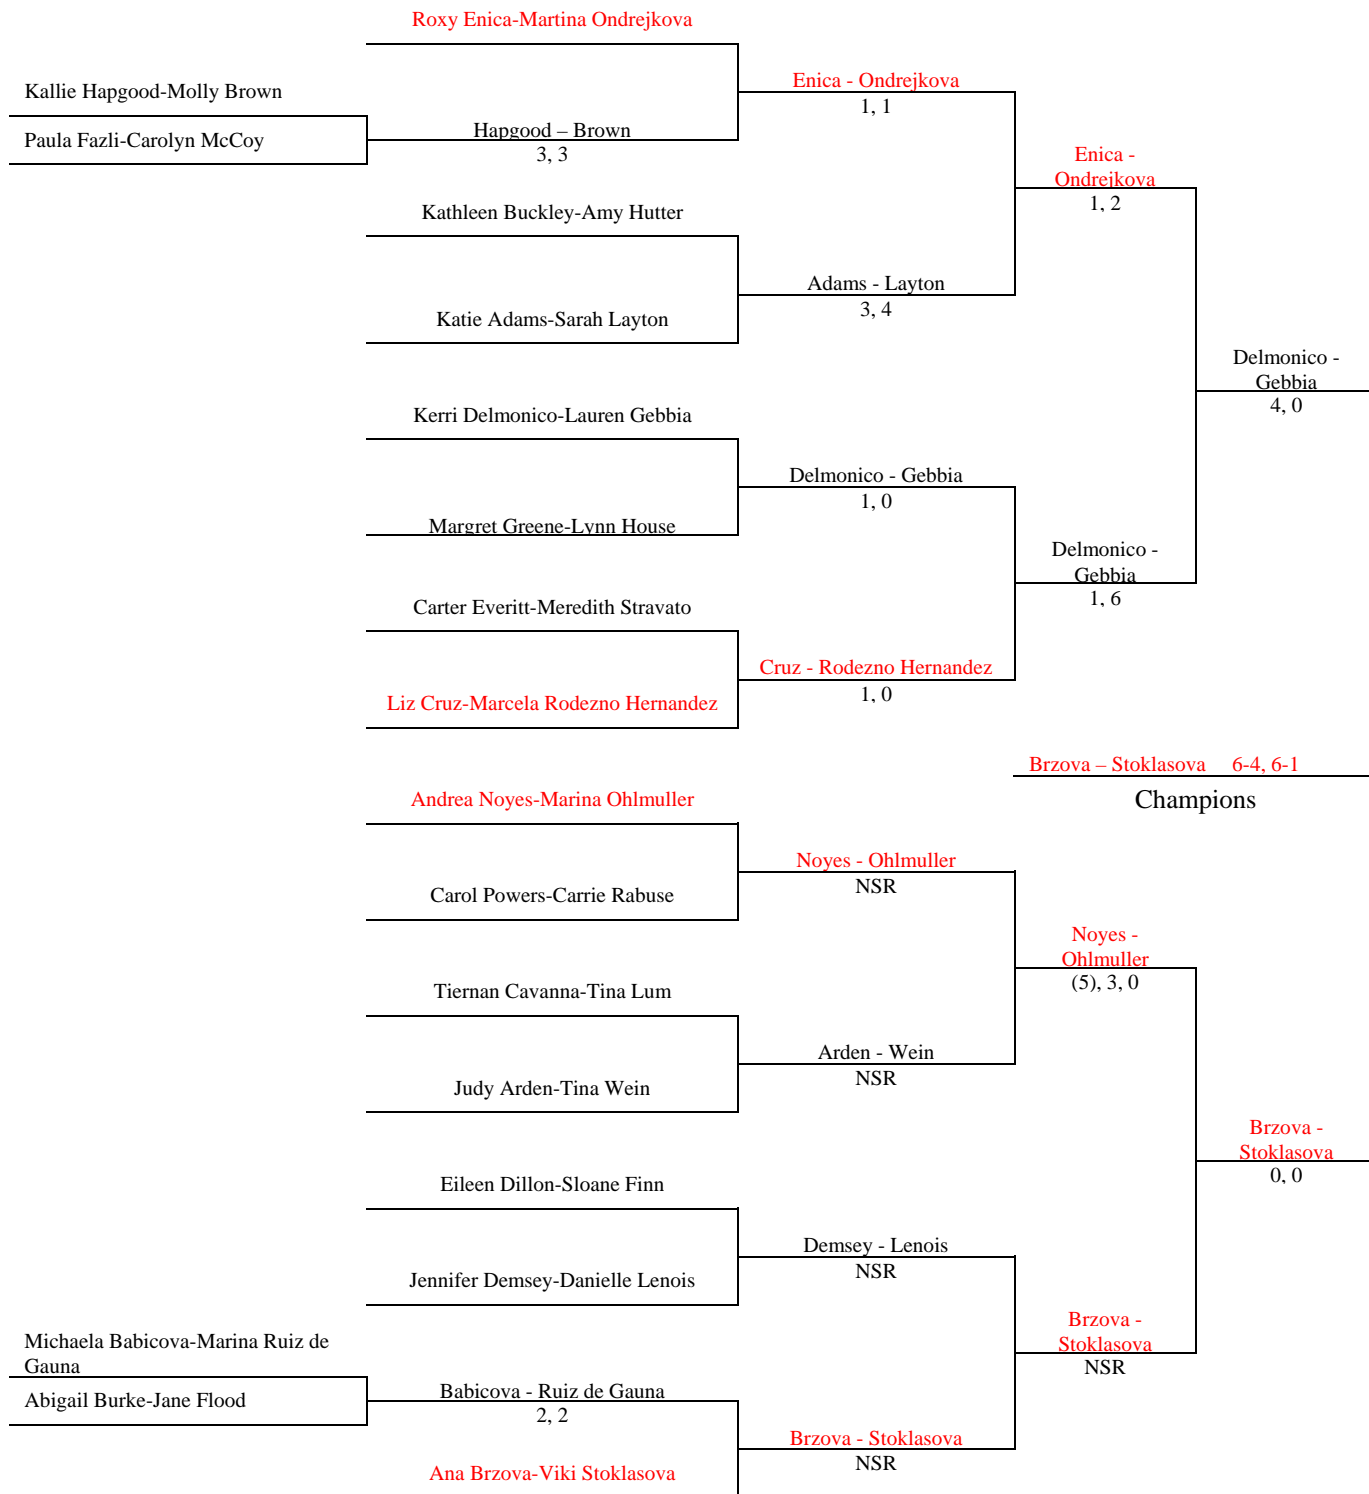 Roxy Enica-Martina Ondrejkova
Enica - Ondrejkova
1, 1
Kallie Hapgood-Molly Brown
Paula Fazli-Carolyn McCoy
Hapgood – Brown
3, 3
Enica -
Ondrejkova
1, 2
Kathleen Buckley-Amy Hutter
Adams - Layton
3, 4
Katie Adams-Sarah Layton
Delmonico -
Gebbia
4, 0
Kerri Delmonico-Lauren Gebbia
Delmonico - Gebbia
1, 0
Margret Greene-Lynn House
Delmonico -
Gebbia
1, 6
Carter Everitt-Meredith Stravato
Cruz - Rodezno Hernandez
1, 0
Liz Cruz-Marcela Rodezno Hernandez
Brzova – Stoklasova 6-4, 6-1
Champions
Andrea Noyes-Marina Ohlmuller
Noyes - Ohlmuller
NSR
Carol Powers-Carrie Rabuse
Noyes -
Ohlmuller
(5), 3, 0
Tiernan Cavanna-Tina Lum
Arden - Wein
NSR
Judy Arden-Tina Wein
Brzova -
Stoklasova
0, 0
Eileen Dillon-Sloane Finn
Demsey - Lenois
NSR
Jennifer Demsey-Danielle Lenois
Brzova -
Stoklasova
NSR
Michaela Babicova-Marina Ruiz de
Gauna
Abigail Burke-Jane Flood
Babicova - Ruiz de Gauna
2, 2
Brzova - Stoklasova
NSR
Ana Brzova-Viki Stoklasova